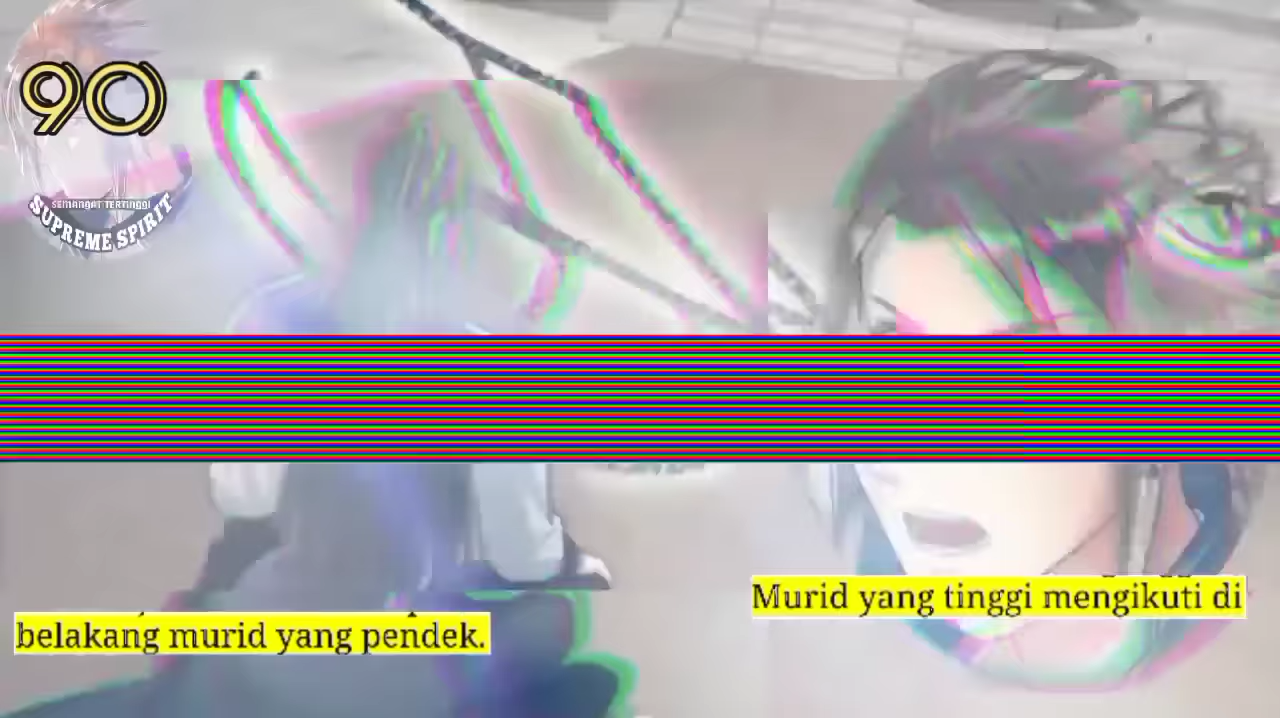 90
SEMANGAT TERTINGGI
SUPREME SPIRIT
Murid yang tinggi mengikuti di
belakang murid yang pendek.